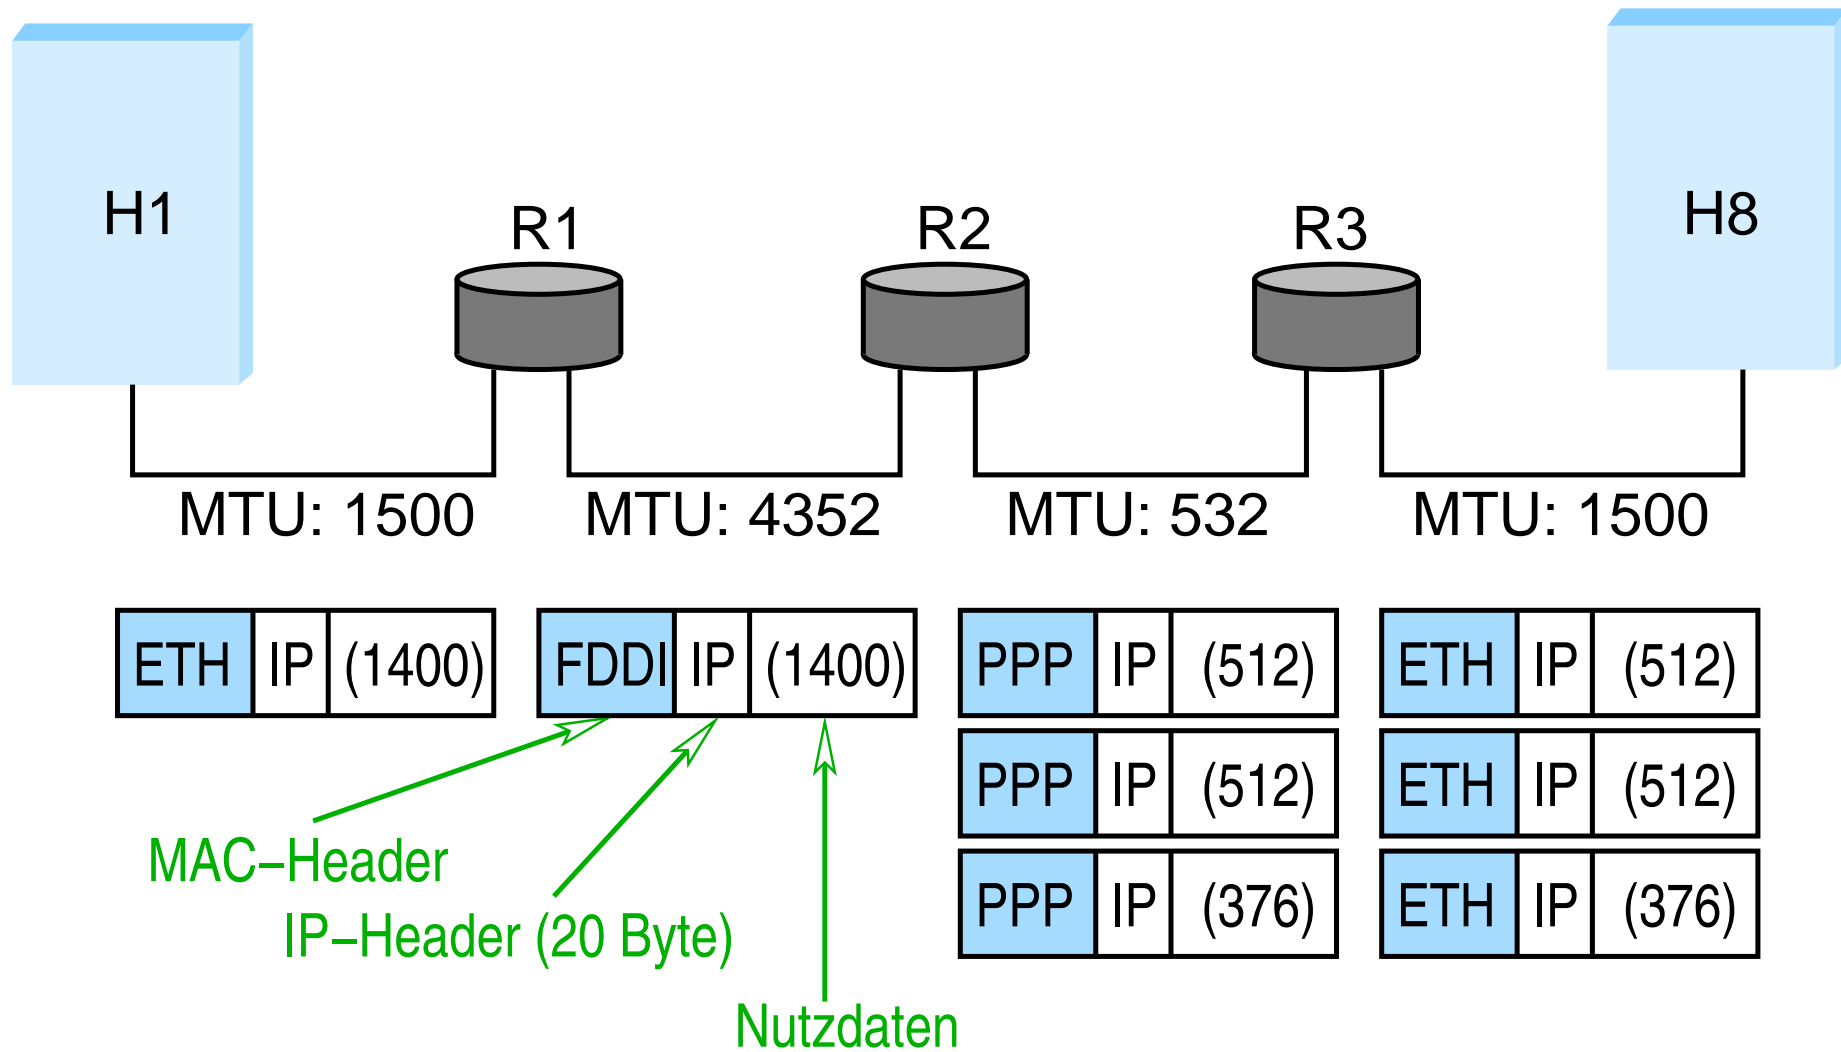 H1
R1
R2
R3
H8
MTU: 1500
MTU: 4352
MTU: 532
MTU: 1500
ETH IP (1400)
FDDI IP (1400)
PPP IP (512)
ETH IP (512)
PPP IP (512)
ETH IP (512)
PPP IP (376)
ETH IP (376)
MAC–Header
IP–Header (20 Byte)
Nutzdaten